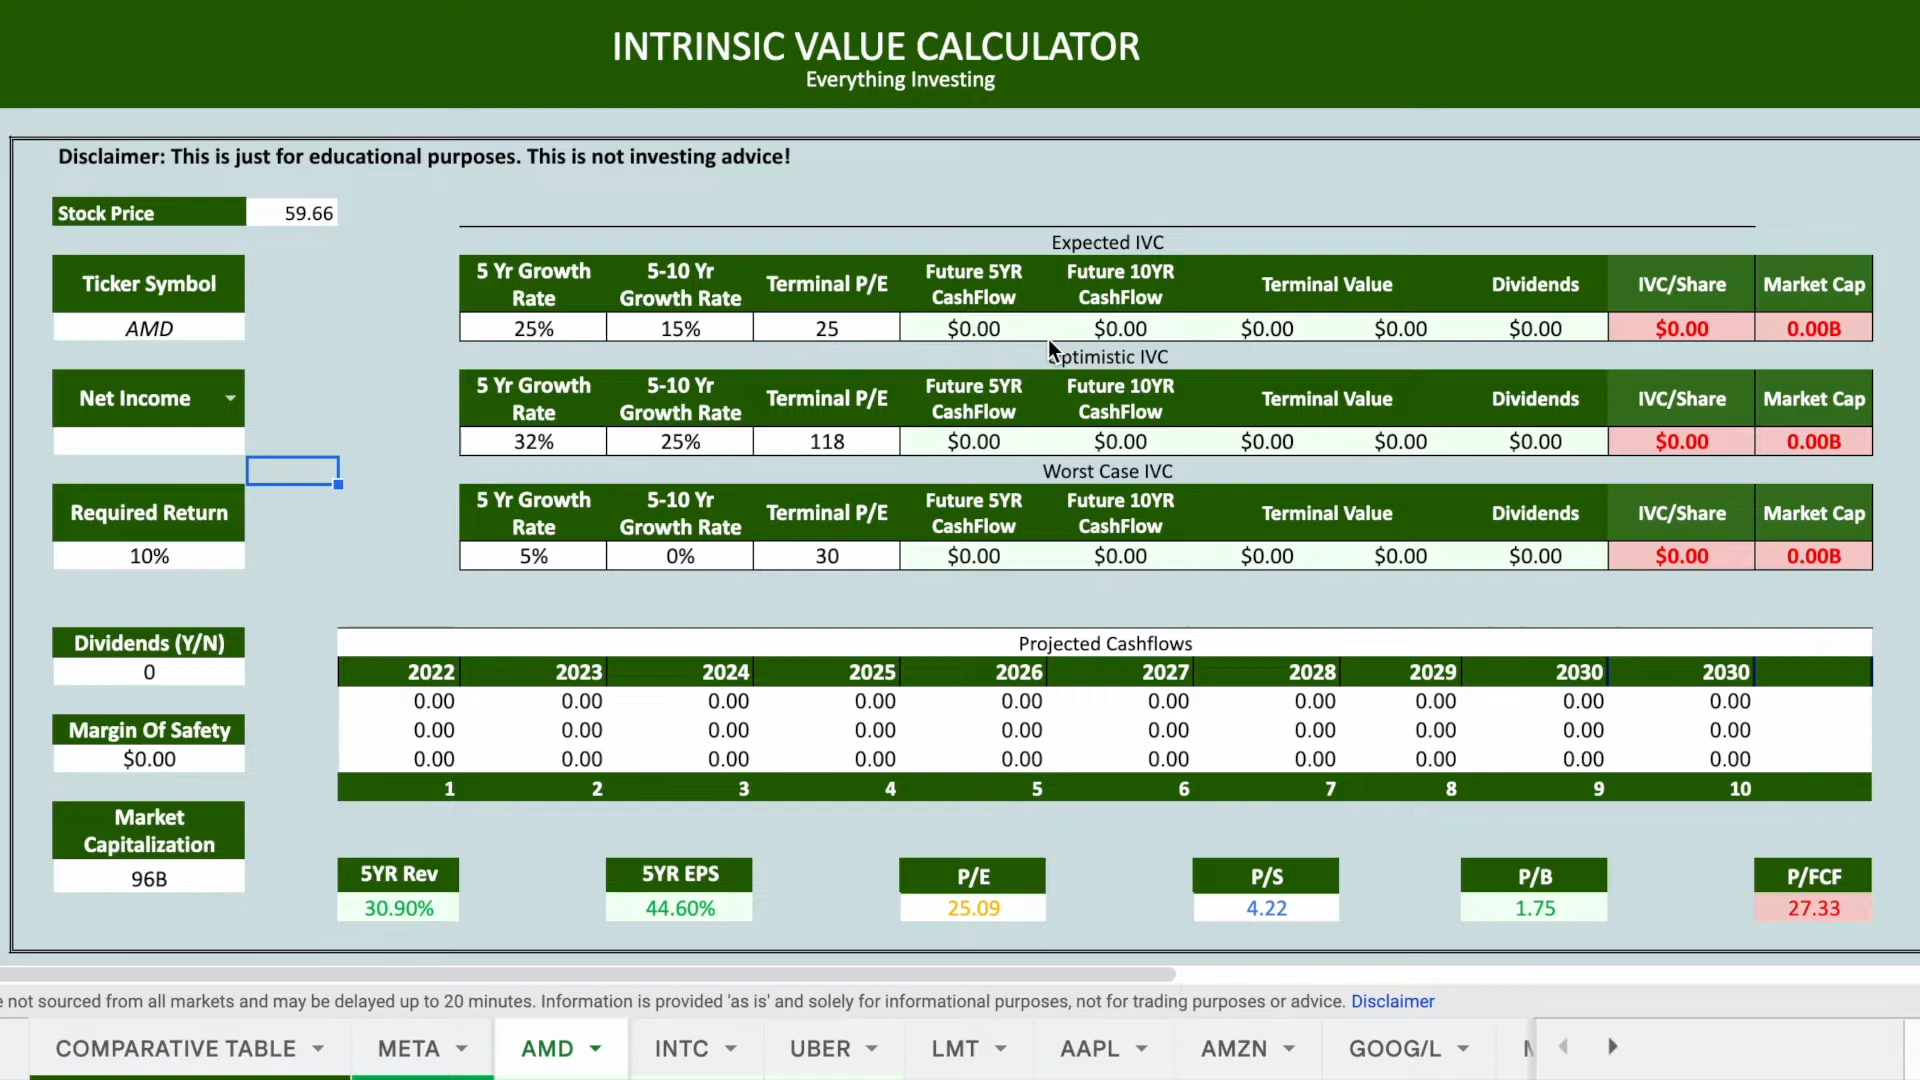 INTRINSIC VALUE CALCULATOR
Everything Investing
Disclaimer: This is just for educational purposes. This is not investing advice!
Stock Price 59.66
Expected IVC
Ticker Symbol
AMD
5 Yr Growth Rate 5-10 Yr Growth Rate Terminal P/E Future 5YR CashFlow Future 10YR CashFlow Terminal Value Dividends IVC/Share Market Cap
25% 15% 25 $0.00 $0.00 $0.00 $0.00 $0.00 $0.00 0.00B
ptimistic IVC
Net Income
5 Yr Growth Rate 5-10 Yr Growth Rate Terminal P/E Future 5YR CashFlow Future 10YR CashFlow Terminal Value Dividends IVC/Share Market Cap
32% 25% 118 $0.00 $0.00 $0.00 $0.00 $0.00 $0.00 0.00B
Worst Case IVC
Required Return
10%
5 Yr Growth Rate 5-10 Yr Growth Rate Terminal P/E Future 5YR CashFlow Future 10YR CashFlow Terminal Value Dividends IVC/Share Market Cap
5% 0% 30 $0.00 $0.00 $0.00 $0.00 $0.00 $0.00 0.00B
Dividends (Y/N)
0
Margin Of Safety
$0.00
Market
Capitalization
96B
Projected Cashflows
2022 2023 2024 2025 2026 2027 2028 2029 2030 2030
0.00 0.00 0.00 0.00 0.00 0.00 0.00 0.00 0.00 0.00
0.00 0.00 0.00 0.00 0.00 0.00 0.00 0.00 0.00 0.00
0.00 0.00 0.00 0.00 0.00 0.00 0.00 0.00 0.00 0.00
1 2 3 4 5 6 7 8 9 10
5YR Rev 5YR EPS P/E P/S P/B P/FCF
30.90% 44.60% 25.09 4.22 1.75 27.33
not sourced from all markets and may be delayed up to 20 minutes. Information is provided 'as is' and solely for informational purposes, not for trading purposes or advice. Disclaimer
COMPARATIVE TABLE META AMD INTC UBER LMT AAPL AMZN GOOG/L